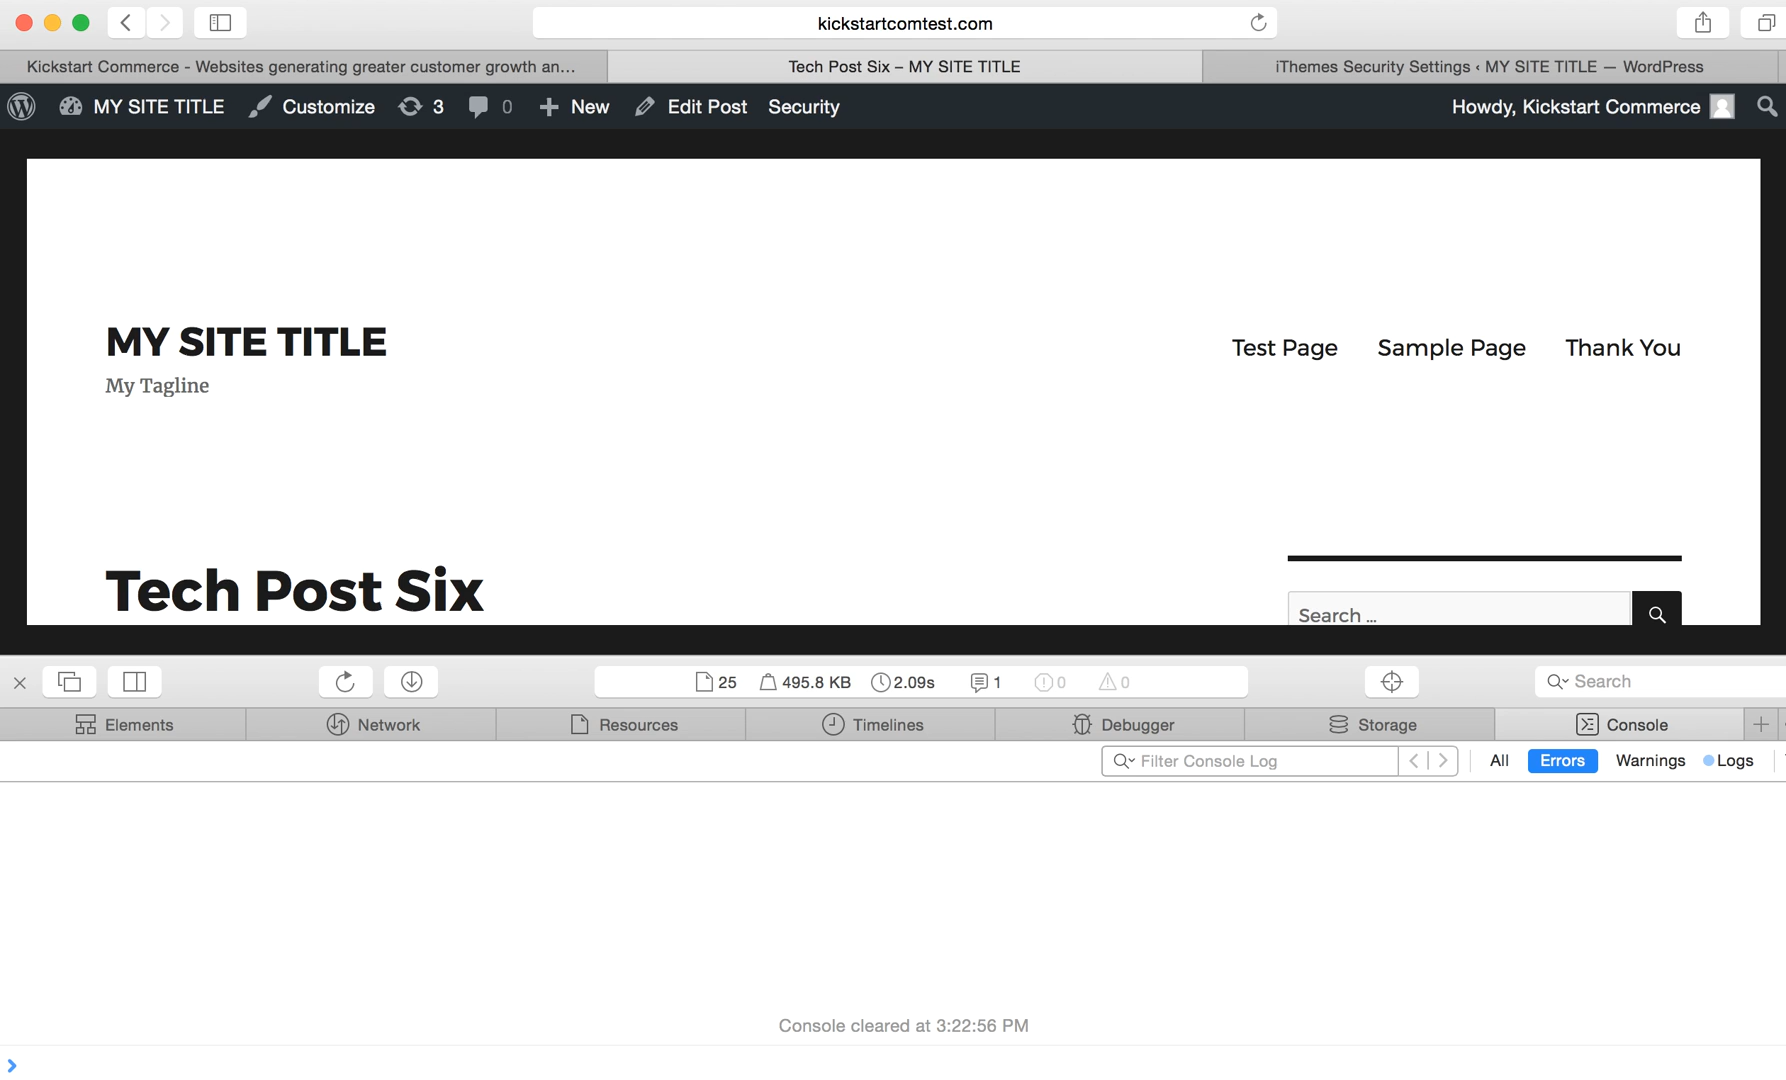 kickstartcomtest.com
Kickstart Commerce - Websites generating greater customer growth an...
Tech Post Six – MY SITE TITLE
iThemes Security Settings ‹ MY SITE TITLE — WordPress
MY SITE TITLE Customize 3 0 New Edit Post Security Howdy, Kickstart Commerce
MY SITE TITLE
My Tagline
Test Page Sample Page Thank You
Tech Post Six
Search ...
25 495.8 KB 2.09s 1 0 0 Search
Elements Network Resources Timelines Debugger Storage Console
Filter Console Log All Errors Warnings Logs
Console cleared at 3:22:56 PM